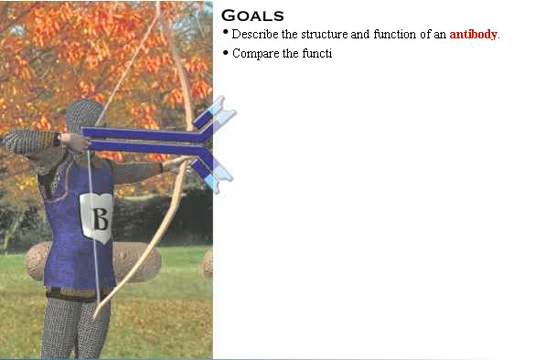 GOALS
• Describe the structure and function of an antibody.
• Compare the functi
B